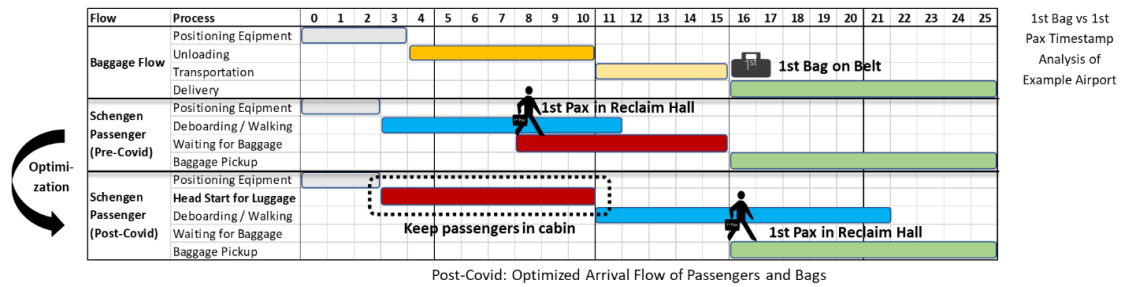 Flow Process 0 1 2 3 4 5 6 7 8 9 10 11 12 13 14 15 16 17 18 19 20 21 22 23 24 25
Baggage Flow
Positioning Eqipment
Unloading
Transportation
Delivery
1st
1st Bag on Belt
Schengen
Passenger
(Pre-Covid)
Positioning Eqipment
Deboarding / Walking
Waiting for Baggage
Baggage Pickup
1st Pax in Reclaim Hall
Optimi-
zation
Schengen
Passenger
(Post-Covid)
Positioning Eqipment
Head Start for Luggage
Deboarding / Walking
Waiting for Baggage
Baggage Pickup
Keep passengers in cabin
1st Pax in Reclaim Hall
1st Bag vs 1st
Pax Timestamp
Analysis of
Example Airport
Post-Covid: Optimized Arrival Flow of Passengers and Bags